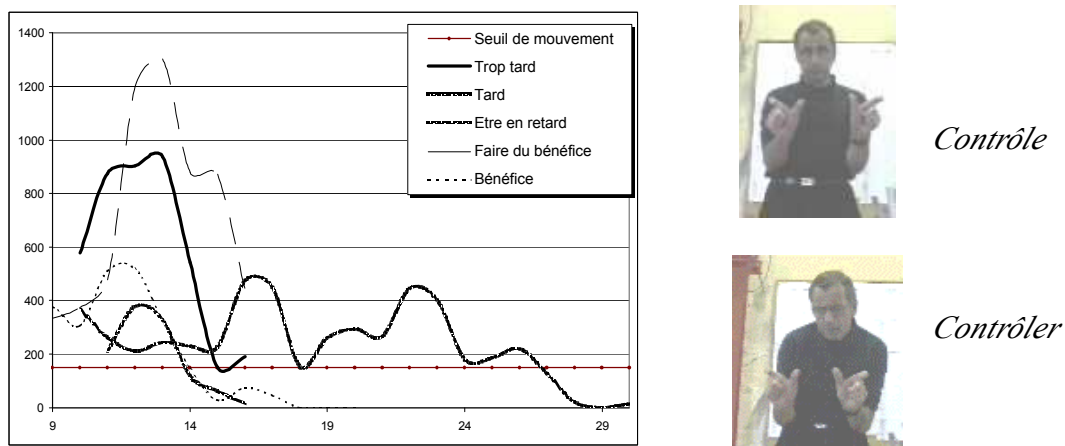 1400
1200
1000
800
600
400
200
0
9
14
19
24
29
Seuil de mouvement
Trop tard
Tard
Etre en retard
Faire du bénéfice
Bénéfice
Contrôle
Contrôler